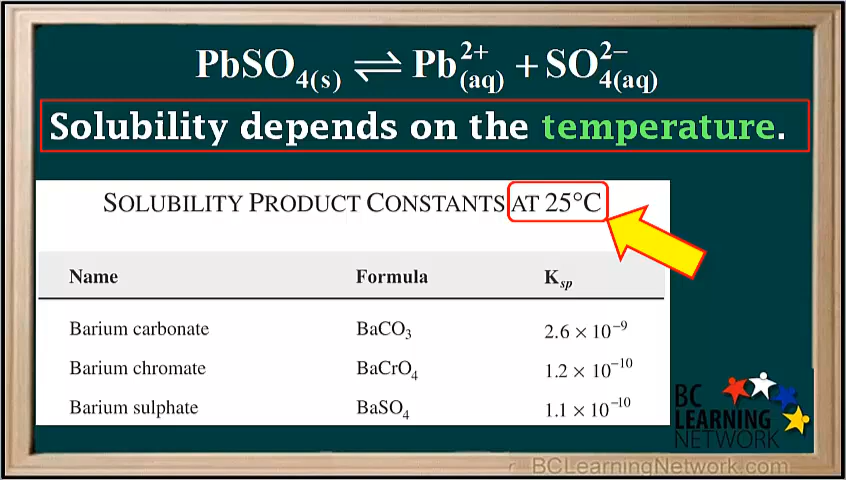 PbSO₄₍ₛ₎ ⇌ Pb²⁺(aq) + SO₄²⁻(aq)
Solubility depends on the temperature.
SOLUBILITY PRODUCT CONSTANTS AT 25°C
Name Formula Kₛₚ
Barium carbonate BaCO₃ 2.6 × 10⁻⁹
Barium chromate BaCrO₄ 1.2 × 10⁻¹⁰
Barium sulphate BaSO₄ 1.1 × 10⁻¹⁰
BC
LEARNING
NETWORK
BCLearningNetwork.com